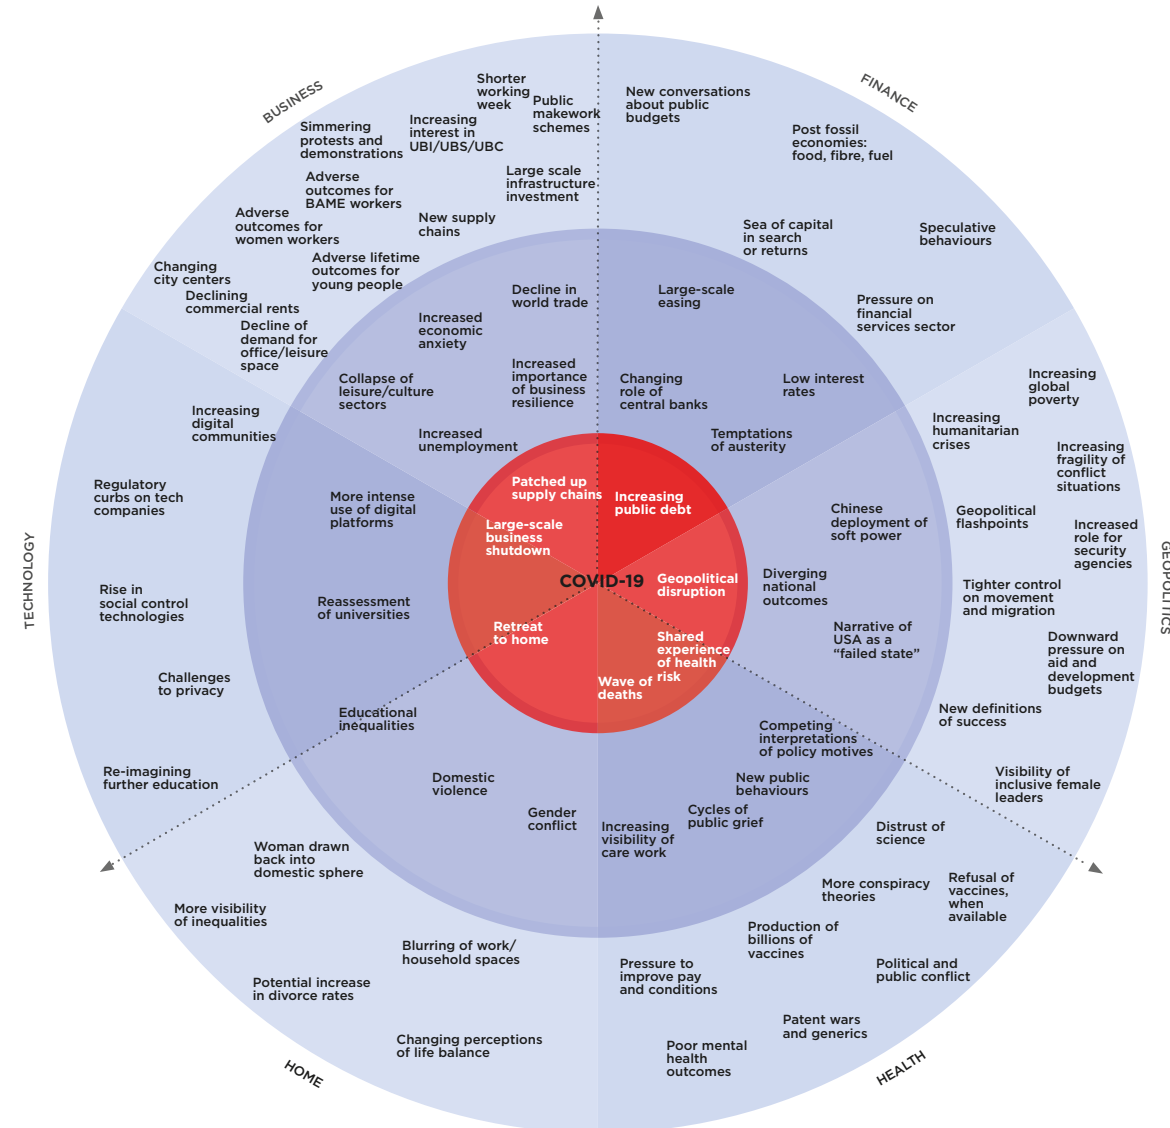 BUSINESS
Shorter
working
week
Public
makework
schemes
Increasing
interest in
UBI/UBS/UBC
Simmering
protests and
demonstrations
Large scale
infrastructure
investment
Adverse
outcomes for
BAME workers
New supply
chains
Adverse
outcomes for
women workers
Adverse lifetime
outcomes for
young people
Changing
city centers
Declining
commercial rents
Decline of
demand for
office/leisure
space
Decline in
world trade
Increased
economic
anxiety
Increased
importance
of business
resilience
Collapse of
leisure/culture
sectors
Increased
unemployment
Patched up
supply chains
Large-scale
business
shutdown
FINANCE
New conversations
about public
budgets
Post fossil
economies:
food, fibre, fuel
Sea of capital
in search
or returns
Speculative
behaviours
Pressure on
financial
services sector
Large-scale
easing
Changing
role of
central banks
Low interest
rates
Temptations
of austerity
Increasing
public debt
GEOPOLITICS
Increasing
global
poverty
Increasing
humanitarian
crises
Increasing
fragility of
conflict
situations
Geopolitical
flashpoints
Increased
role for
security
agencies
Tighter control
on movement
and migration
Downward
pressure on
aid and
development
budgets
New definitions
of success
Visibility of
inclusive female
leaders
Chinese
deployment of
soft power
Diverging
national
outcomes
Narrative of
USA as a
“failed state”
Geopolitical
disruption
COVID-19
TECHNOLOGY
Increasing
digital
communities
Regulatory
curbs on tech
companies
Rise in
social control
technologies
Challenges
to privacy
Re-imagining
further education
More intense
use of digital
platforms
Reassessment
of universities
Educational
inequalities
Retreat
to home
Shared
experience
of health
risk
Wave of
deaths
HOME
Domestic
violence
Gender
conflict
Woman drawn
back into
domestic sphere
More visibility
of inequalities
Blurring of work/
household spaces
Potential increase
in divorce rates
Changing perceptions
of life balance
HEALTH
Competing
interpretations
of policy motives
New public
behaviours
Cycles of
public grief
Increasing
visibility of
care work
Distrust of
science
More conspiracy
theories
Refusal of
vaccines,
when
available
Production of
billions of
vaccines
Political and
public conflict
Pressure to
improve pay
and conditions
Patent wars
and generics
Poor mental
health
outcomes